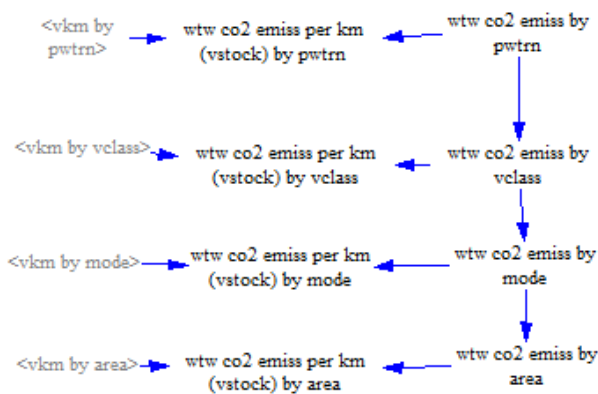 <vkm by
pwtrn>
wtw co2 emiss per km
(vstock) by pwtrn
wtw co2 emiss by
pwtrn
<vkm by vclass>
wtw co2 emiss per km
(vstock) by vclass
wtw co2 emiss by
vclass
<vkm by mode>
wtw co2 emiss per km
(vstock) by mode
wtw co2 emiss by
mode
<vkm by area>
wtw co2 emiss per km
(vstock) by area
wtw co2 emiss by
area